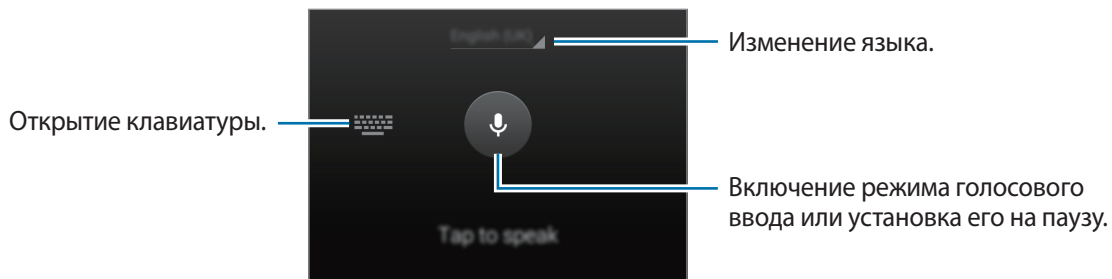 English (UK)
Изменение языка.
Открытие клавиатуры.
Включение режима голосового
ввода или установка его на паузу.
Tap to speak